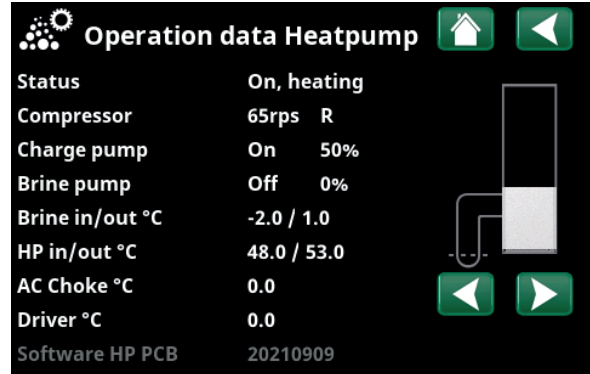 Operation data Heatpump
Status On, heating
Compressor 65rps R
Charge pump On 50%
Brine pump Off 0%
Brine in/out °C -2.0 / 1.0
HP in/out °C 48.0 / 53.0
AC Choke °C 0.0
Driver °C 0.0
Software HP PCB 20210909